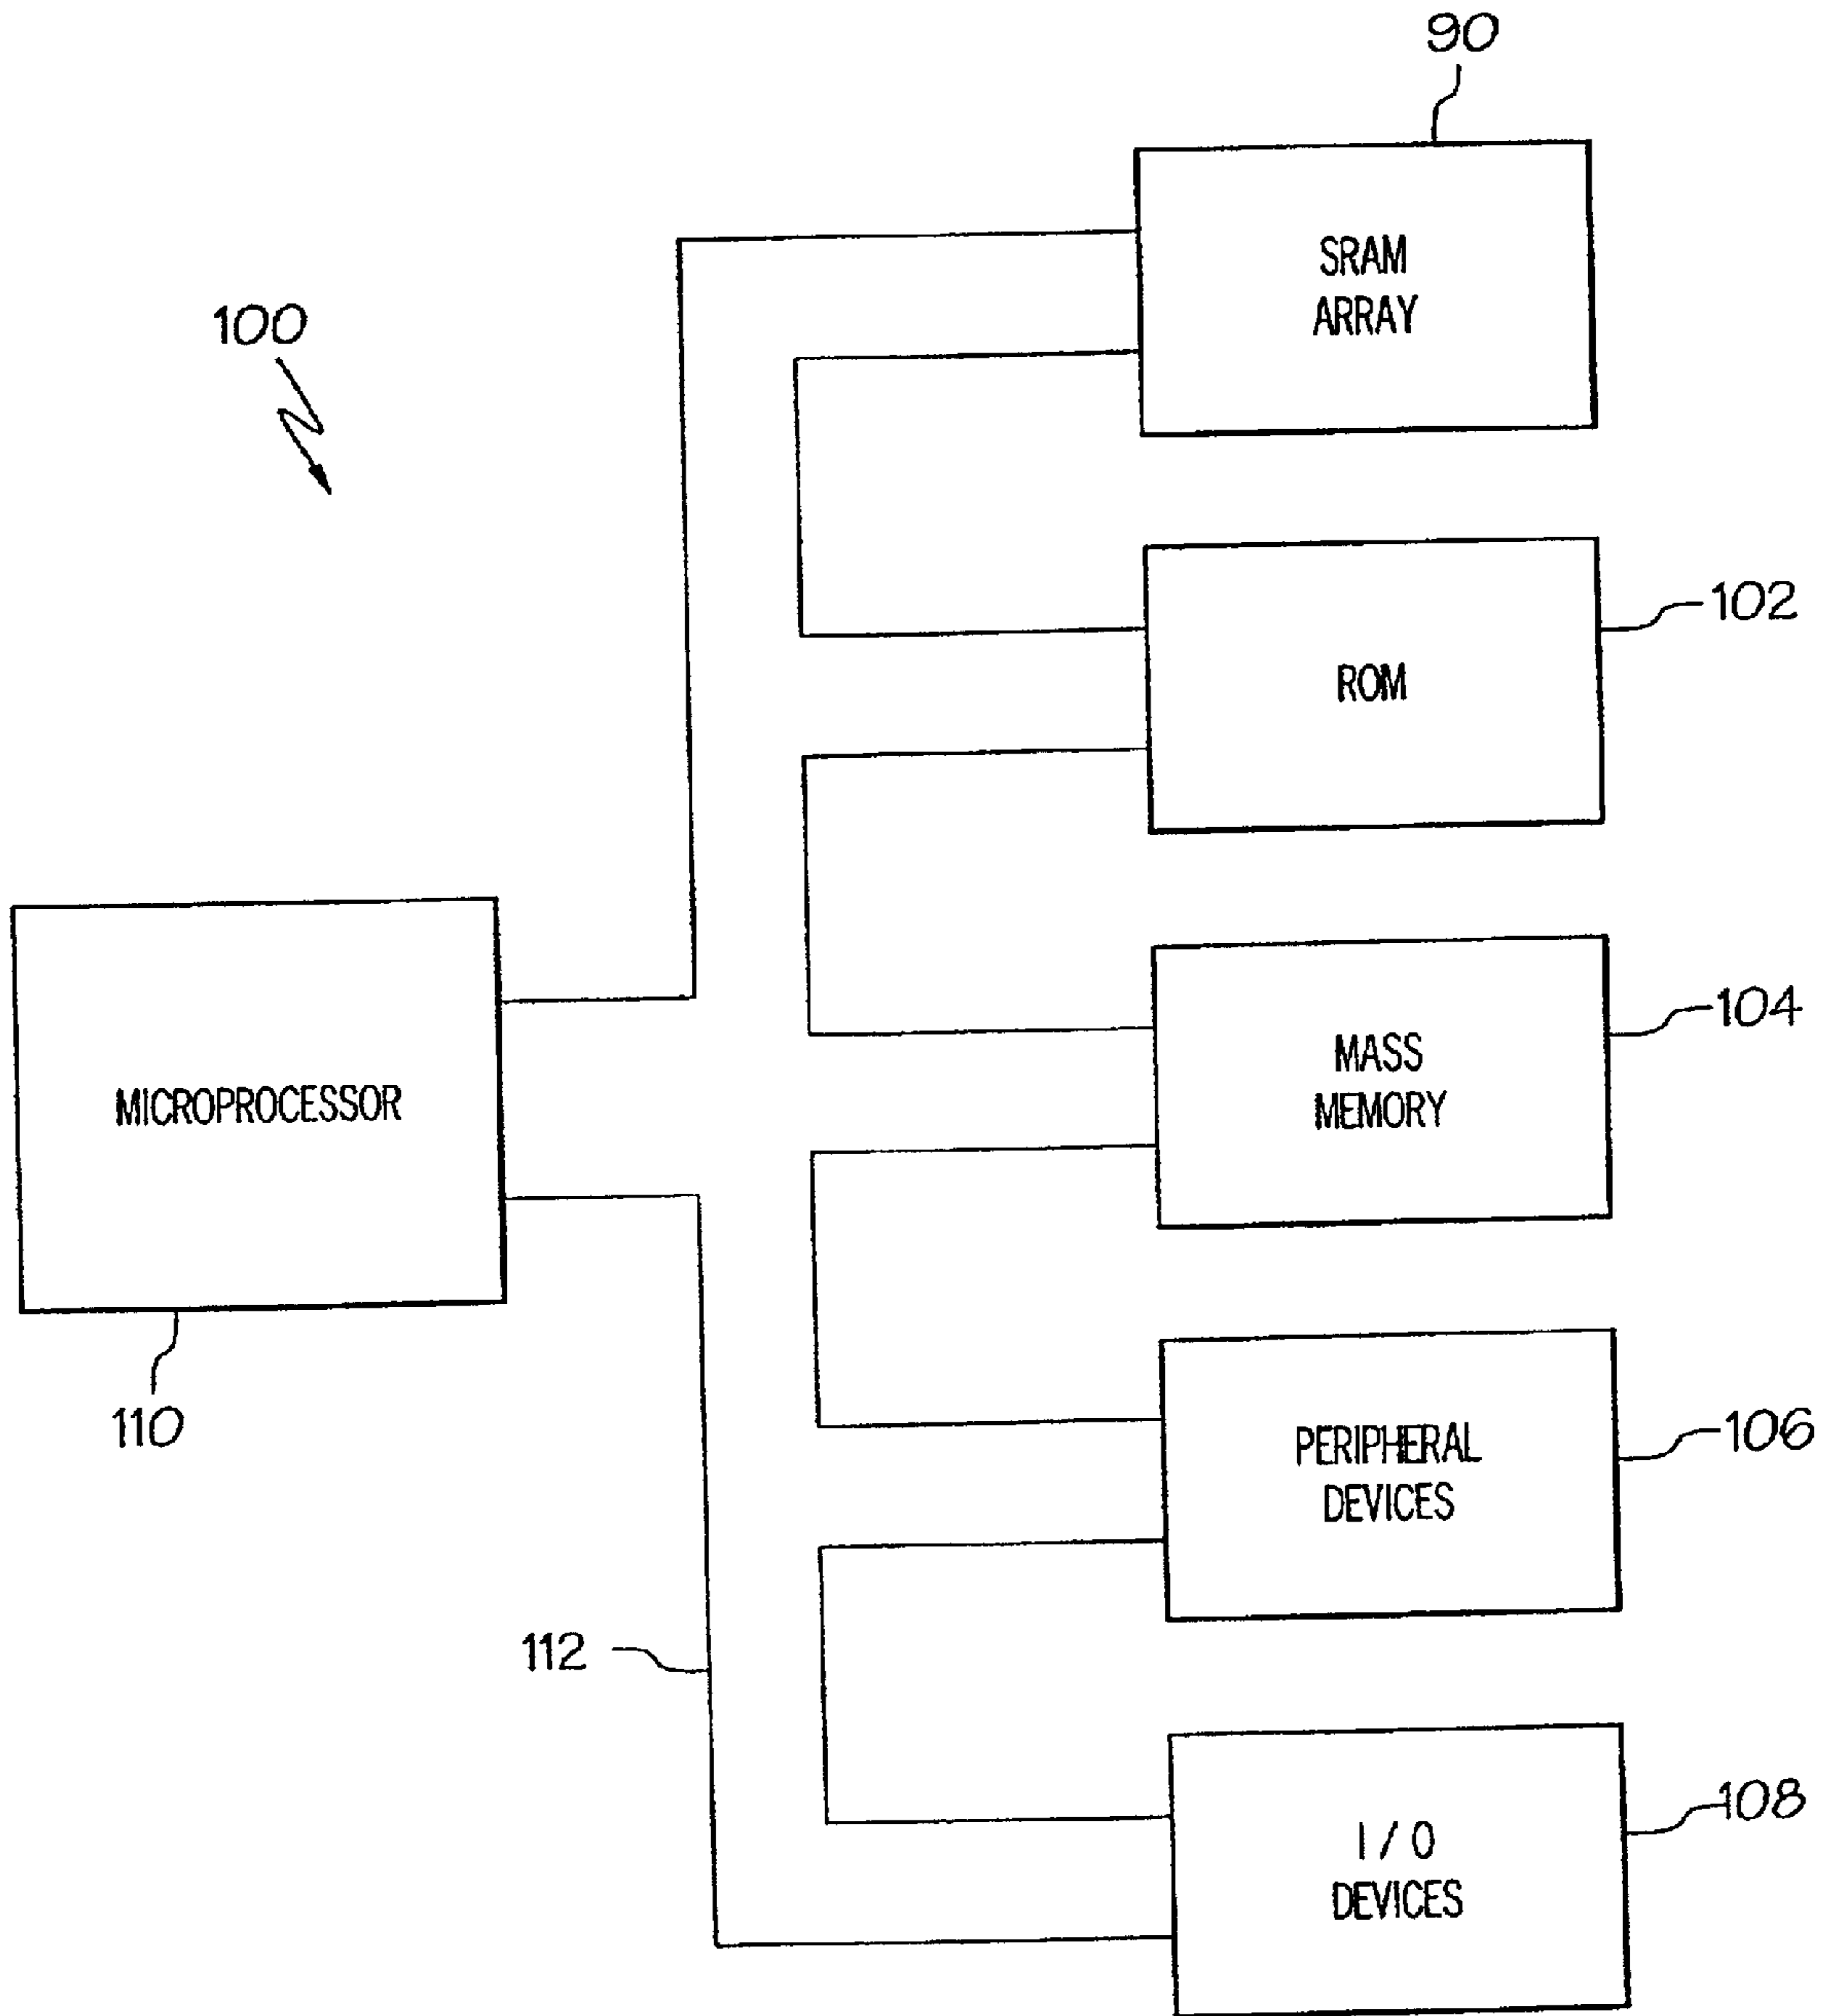 90
SRAM
ARRAY
100
102
ROM
104
MASS
MEMORY
MICROPROCESSOR
110
106
PERIPHERAL
DEVICES
112
108
I / O
DEVICES